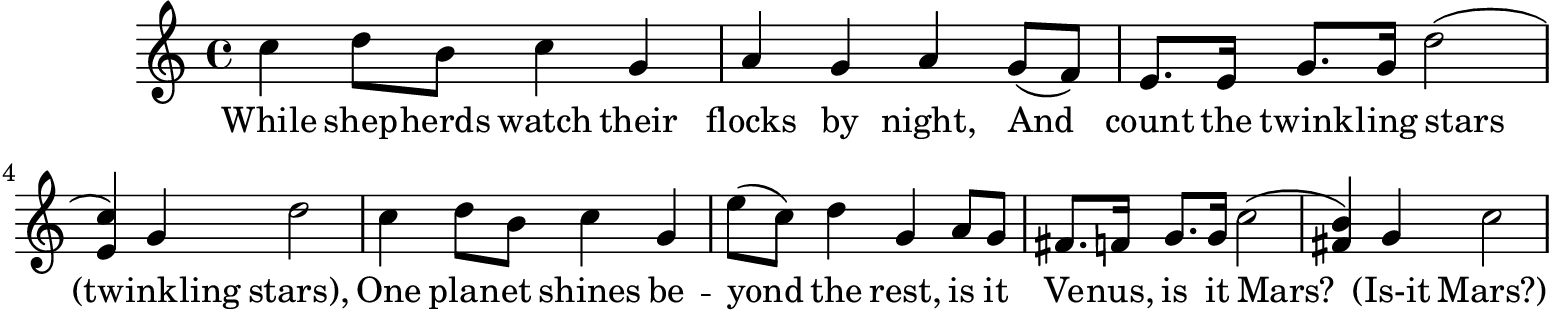 While shepherds watch their flocks by night, And count the twinkling stars
4
(twinkling stars), One planet shines be - yond the rest, is it Venus, is it Mars? (Is-it Mars?)